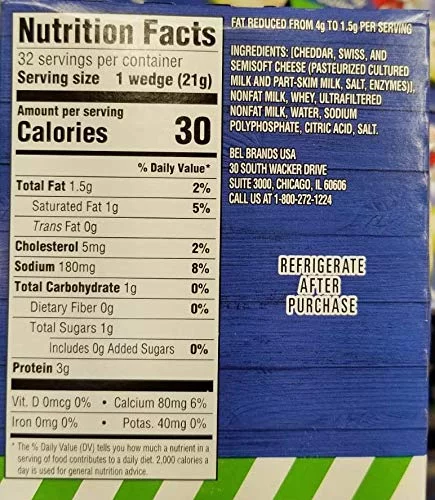 Nutrition Facts
32 servings per container
Serving size 1 wedge (21g)
Amount per serving
Calories 30
% Daily Value*
Total Fat 1.5g 2%
Saturated Fat 1g 5%
Trans Fat 0g
Cholesterol 5mg 2%
Sodium 180mg 8%
Total Carbohydrate 1g 0%
Dietary Fiber 0g 0%
Total Sugars 1g
Includes 0g Added Sugars 0%
Protein 3g
Vit. D 0mcg 0% • Calcium 80mg 6%
Iron 0mg 0% • Potas. 40mg 0%
* The % Daily Value (DV) tells you how much a nutrient in a
serving of food contributes to a daily diet. 2,000 calories a
day is used for general nutrition advice.
FAT REDUCED FROM 4g TO 1.5g PER SERVING
INGREDIENTS: [CHEDDAR, SWISS, AND
SEMISOFT CHEESE (PASTEURIZED CULTURED
MILK AND PART-SKIM MILK, SALT, ENZYMES)],
NONFAT MILK, WHEY, ULTRAFILTERED
NONFAT MILK, WATER, SODIUM
POLYPHOSPHATE, CITRIC ACID, SALT.
BEL BRANDS USA
30 SOUTH WACKER DRIVE
SUITE 3000, CHICAGO, IL 60606
CALL US AT 1-800-272-1224
REFRIGERATE
AFTER
PURCHASE